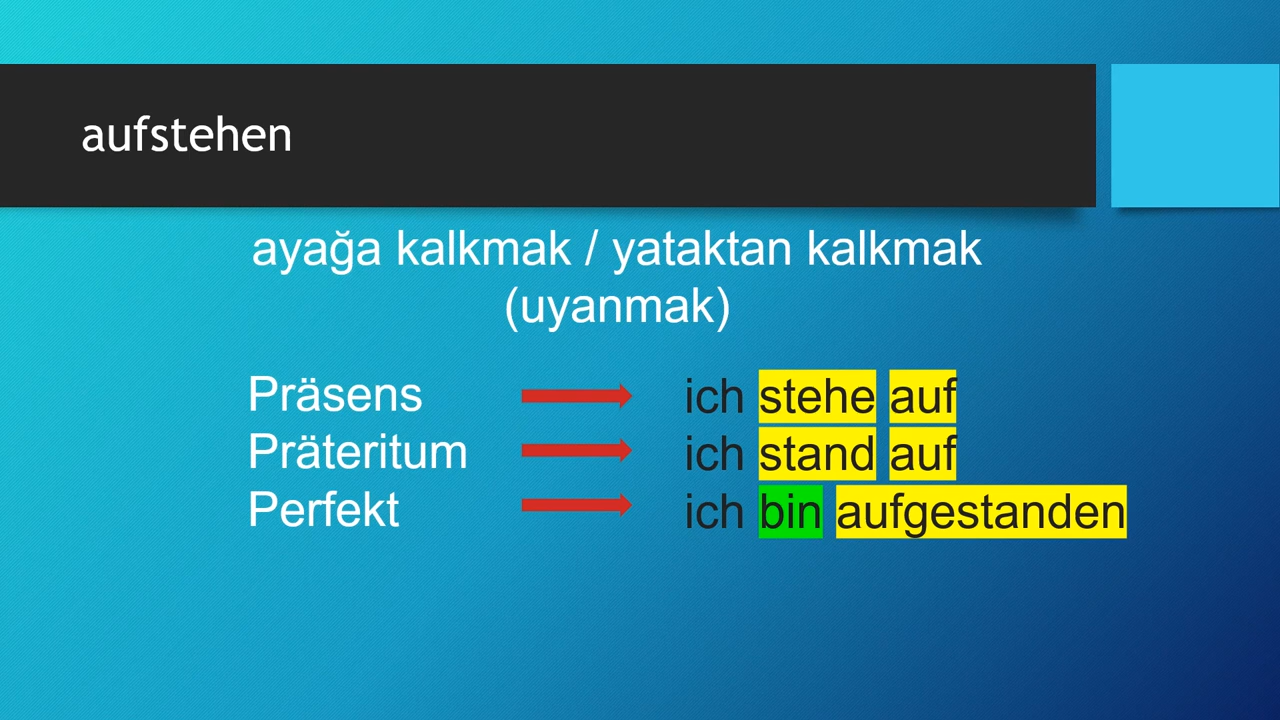 aufstehen
ayağa kalkmak / yataktan kalkmak
(uyanmak)
Präsens ich stehe auf
Präteritum ich stand auf
Perfekt ich bin aufgestanden